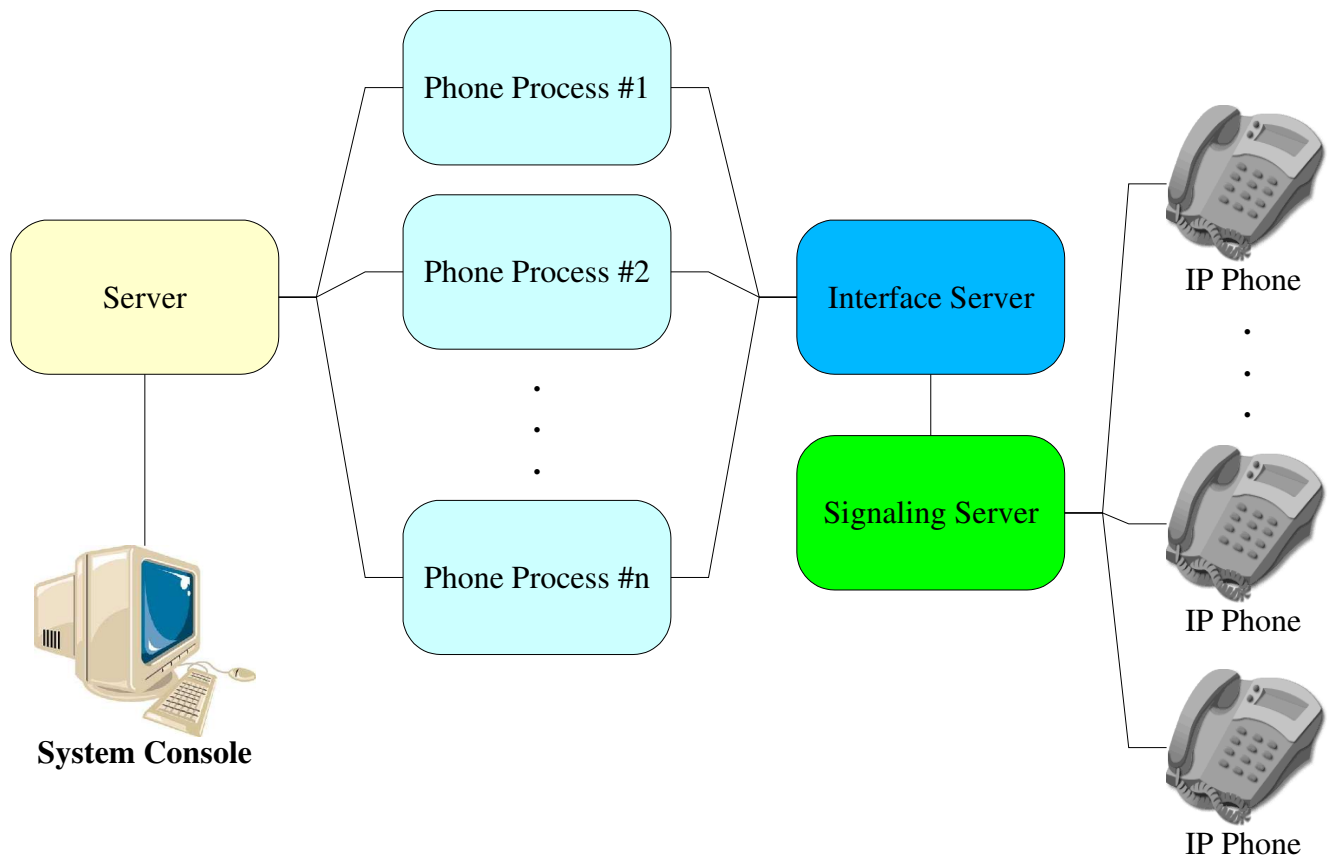 Phone Process #1
Server
Phone Process #2
Interface Server
IP Phone
.
.
.
.
.
.
Signaling Server
Phone Process #n
IP Phone
System Console
IP Phone